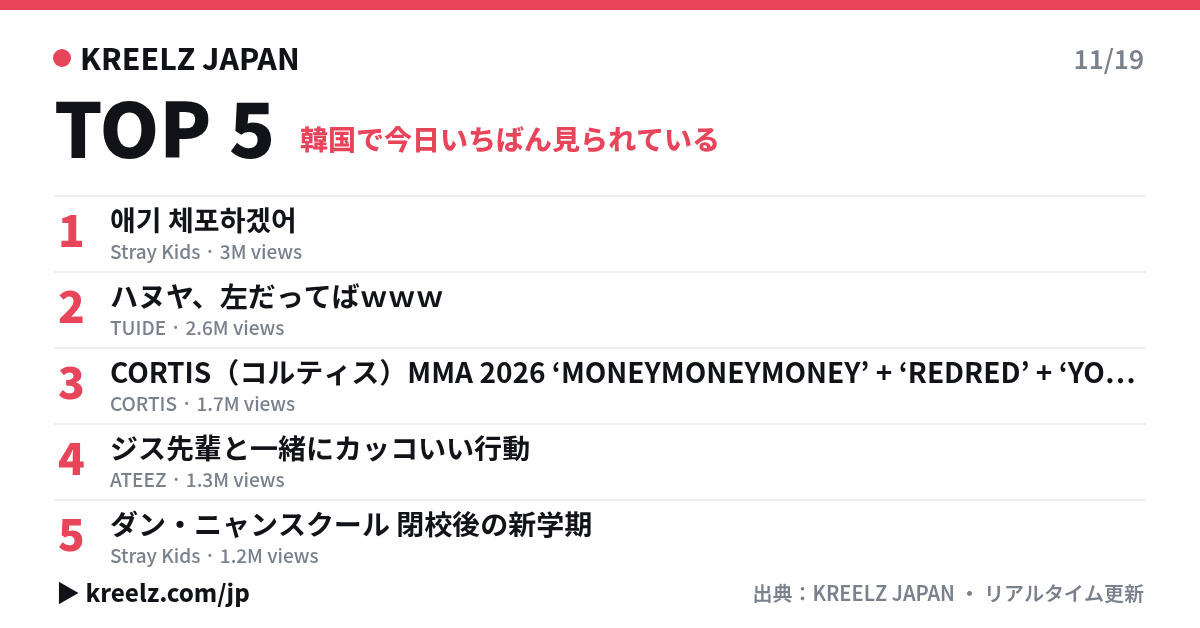 KREELZ JAPAN
11/19
TOP 5
韓国で今日いちばん見られている
1
애기 체포하겠어
Stray Kids · 3M views
2
ハヌヤ、左だってばｗｗｗ
TUIDE · 2.6M views
3
CORTIS（コルティス）MMA 2026 ‘MONEYMONEYMONEY’ + ‘REDRED’ + ‘YO…
CORTIS · 1.7M views
4
ジス先輩と一緒にカッコいい行動
ATEEZ · 1.3M views
5
ダン・ニャンスクール 閉校後の新学期
Stray Kids · 1.2M views
▶ kreelz.com/jp
出典：KREELZ JAPAN ・ リアルタイム更新